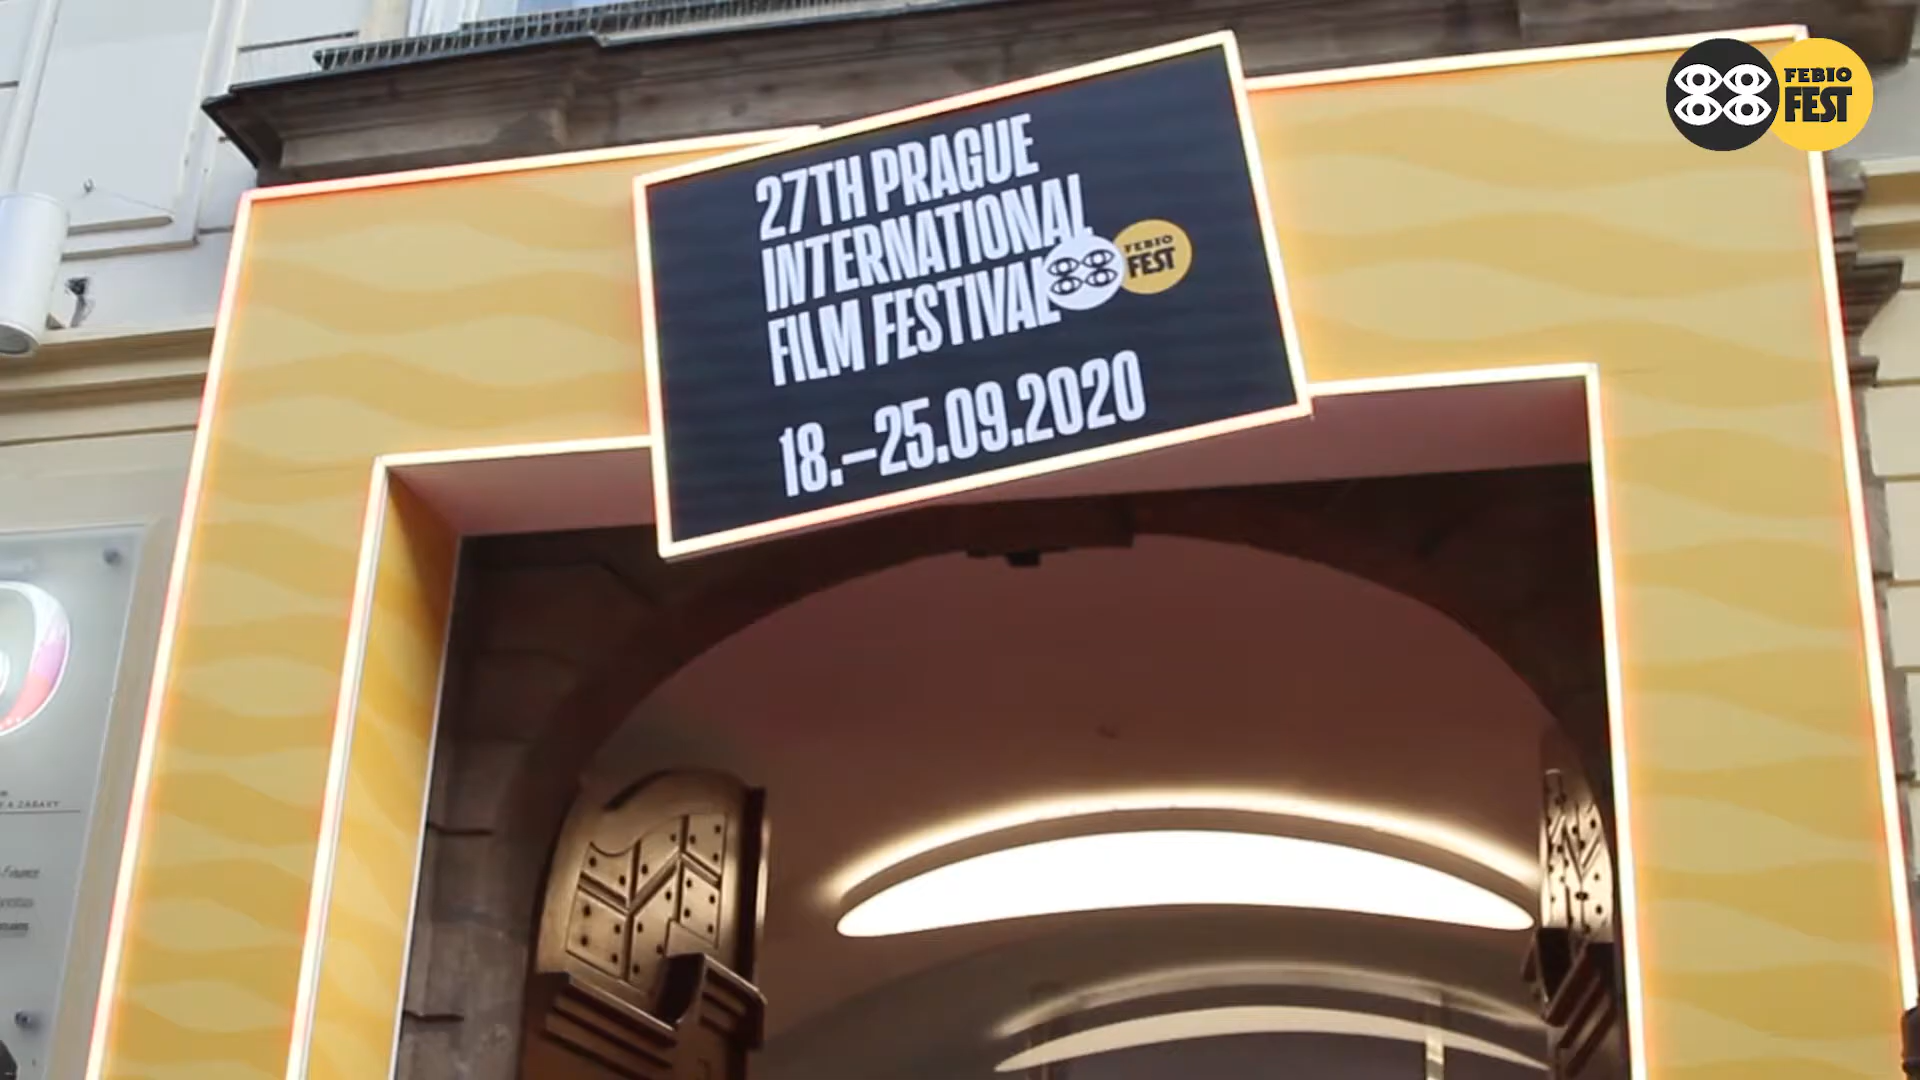 FEBIO
FEST
27TH PRAGUE
INTERNATIONAL
FILM FESTIVAL
FEBIO
FEST
18.–25.09.2020